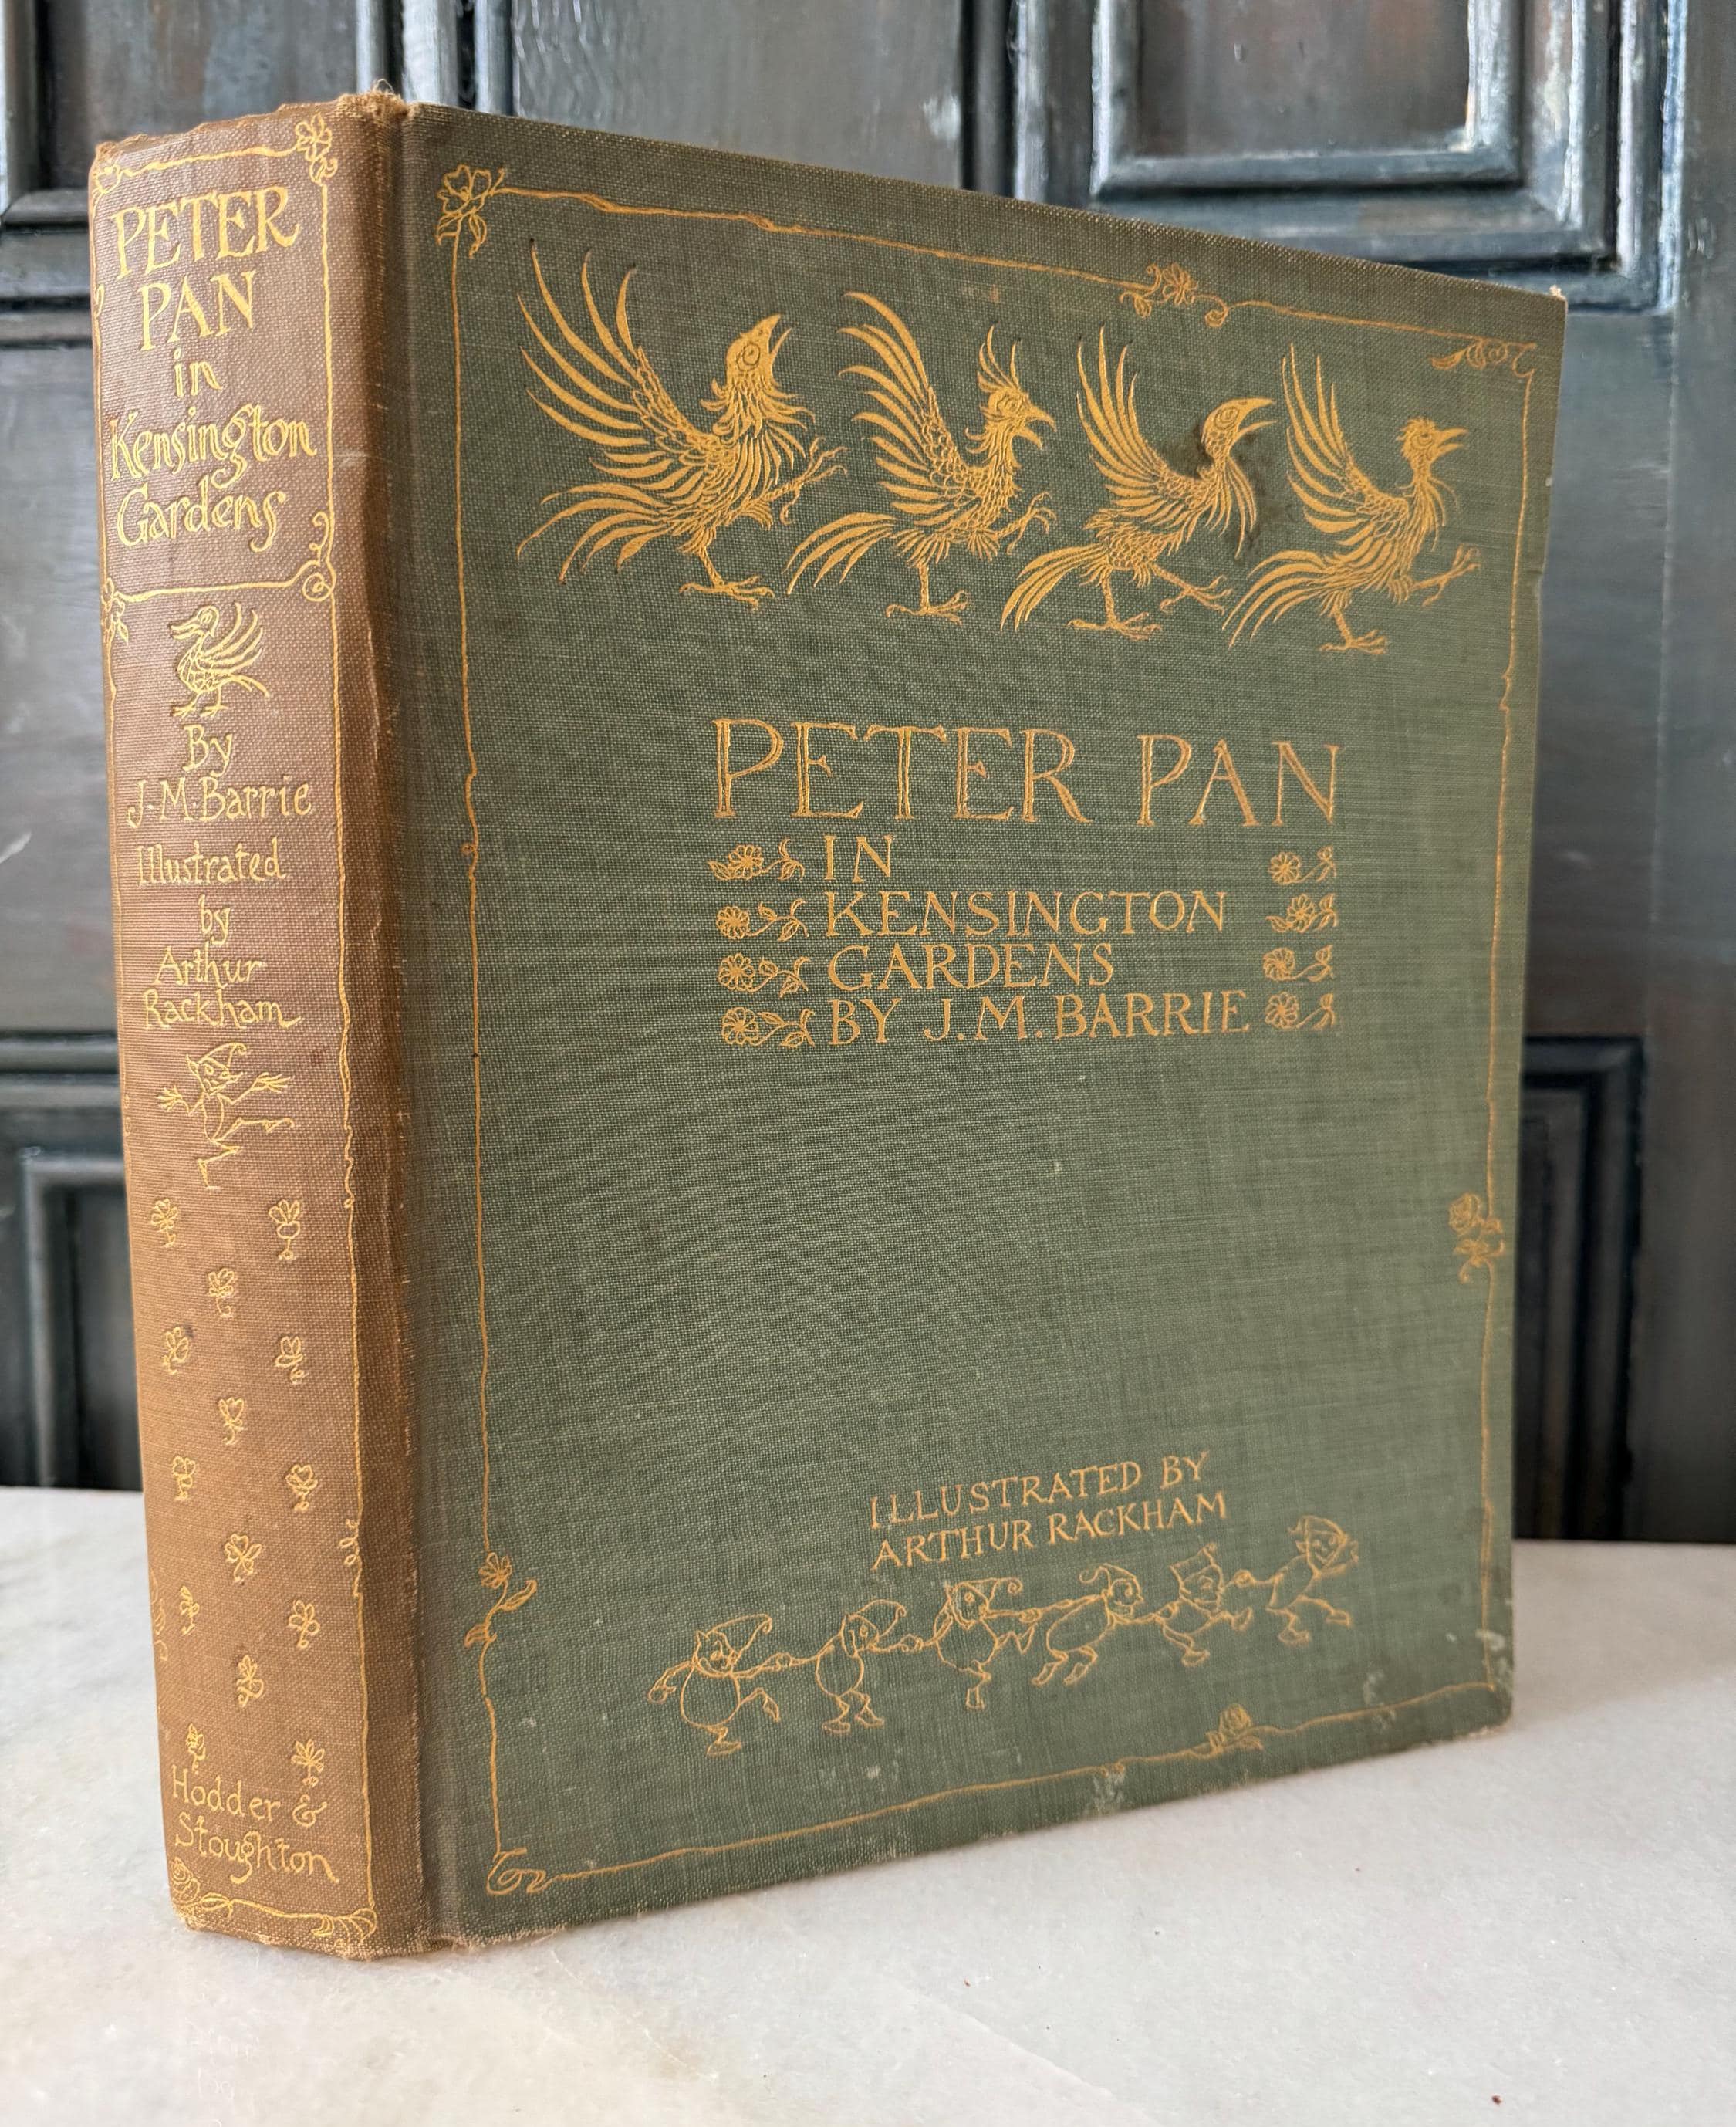 PETER
PAN
in
Kensington
Gardens
By
J.M.Barrie
Illustrated
by
Arthur
Rackham
Hodder &
Stoughton
PETER PAN
IN
KENSINGTON
GARDENS
BY J.M.BARRIE
ILLUSTRATED BY
ARTHUR RACKHAM